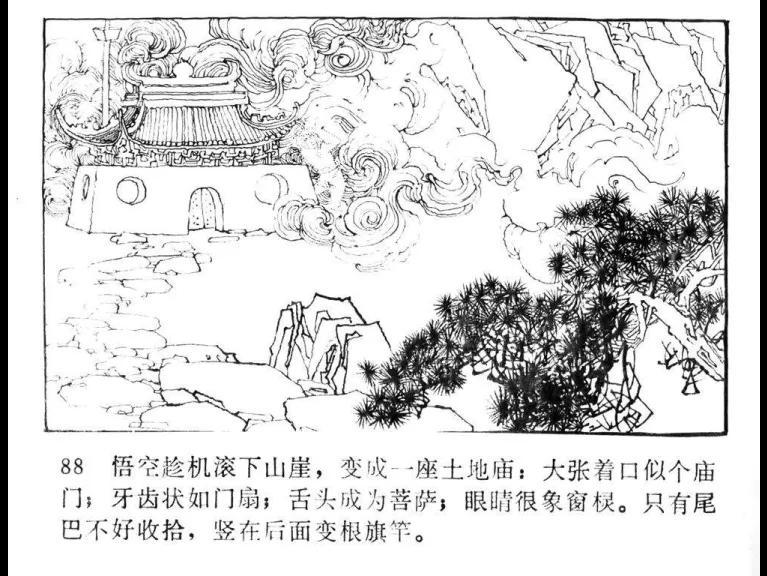 88 悟空趁机滚下山崖，变成一座土地庙：大张着口似个庙
门；牙齿状如门扇；舌头成为菩萨；眼睛很象窗棂。只有尾
巴不好收拾，竖在后面变根旗竿。